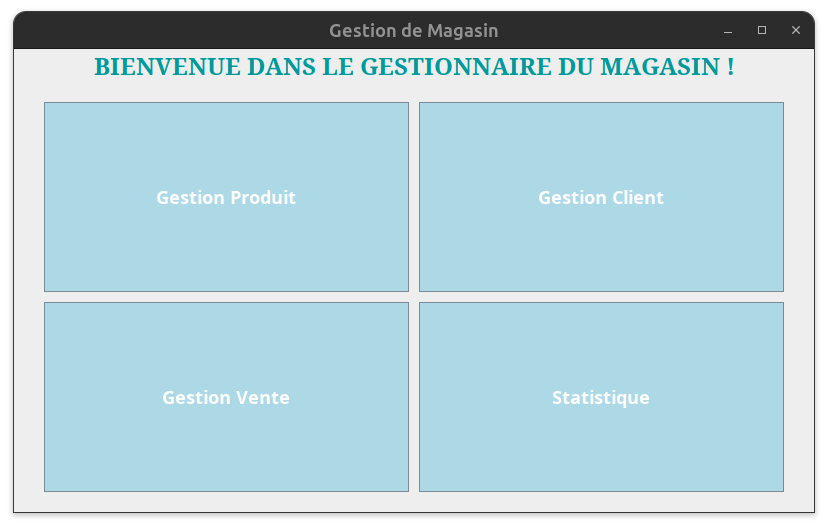 Gestion de Magasin
BIENVENUE DANS LE GESTIONNAIRE DU MAGASIN !
Gestion Produit
Gestion Client
Gestion Vente
Statistique